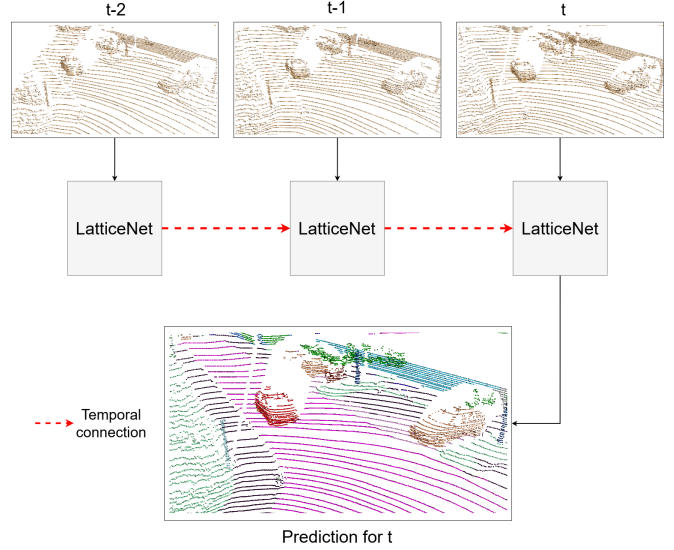 t-2
t-1
t
LatticeNet
LatticeNet
LatticeNet
Temporal
connection
Prediction for t